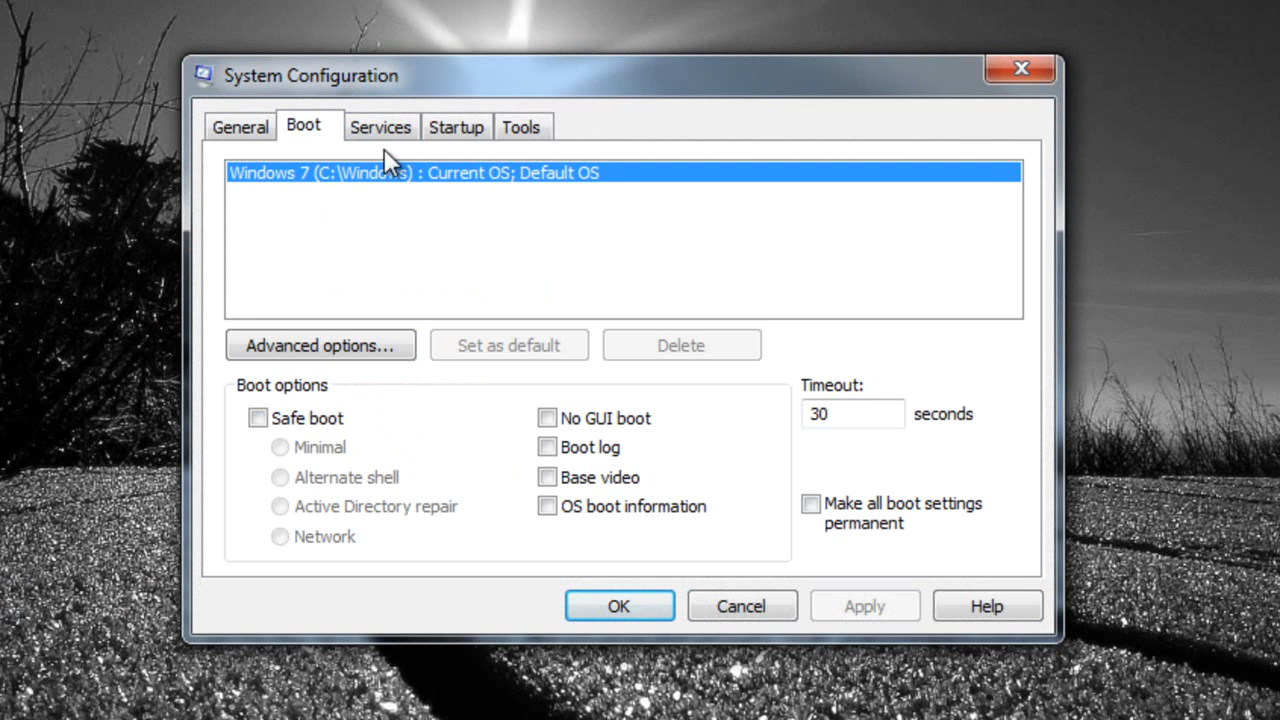 System Configuration
General Boot Services Startup Tools
Windows 7 (C:\Windows) : Current OS; Default OS
Advanced options... Set as default Delete
Boot options
Timeout:
Safe boot No GUI boot
30 seconds
Minimal Boot log
Alternate shell Base video
Active Directory repair OS boot information
Make all boot settings
permanent
Network
OK Cancel Apply Help